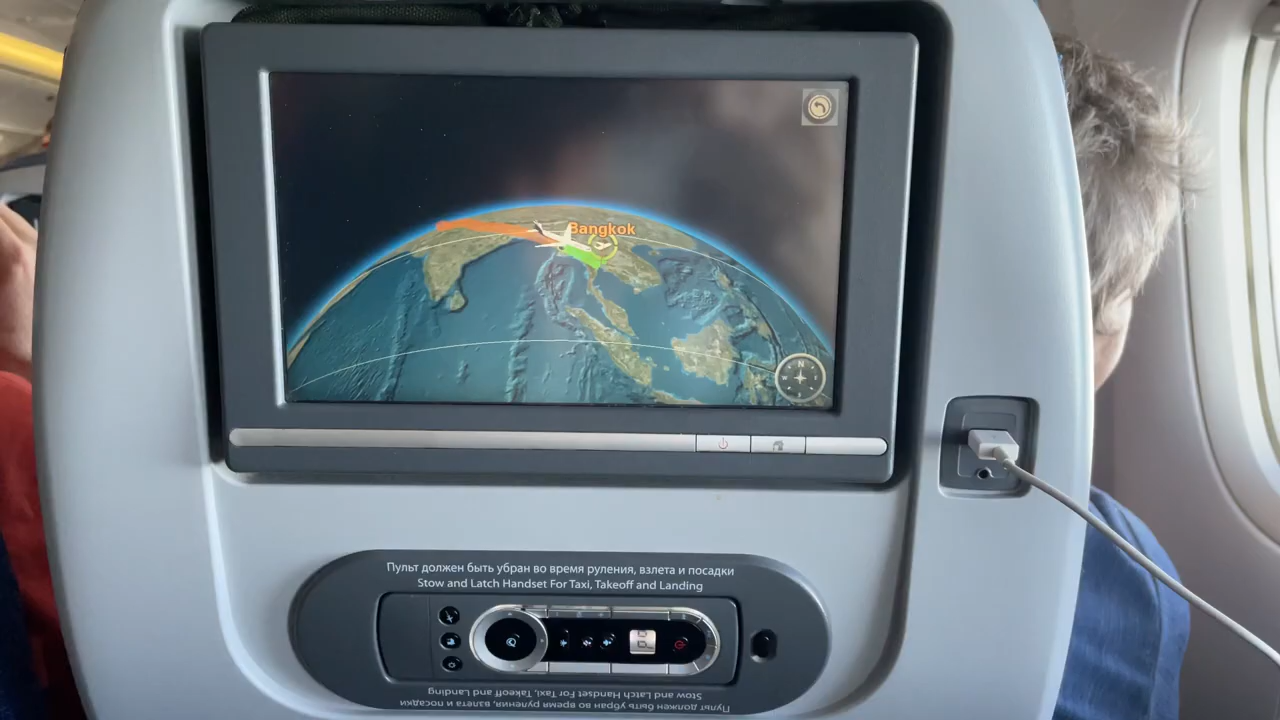 Bangkok
N
Пульт должен быть убран во время руления, взлета и посадки
Stow and Latch Handset For Taxi, Takeoff and Landing
Stow and Latch Handset For Taxi, Takeoff and Landing
Пульт должен быть убран во время руления, взлета и посадки